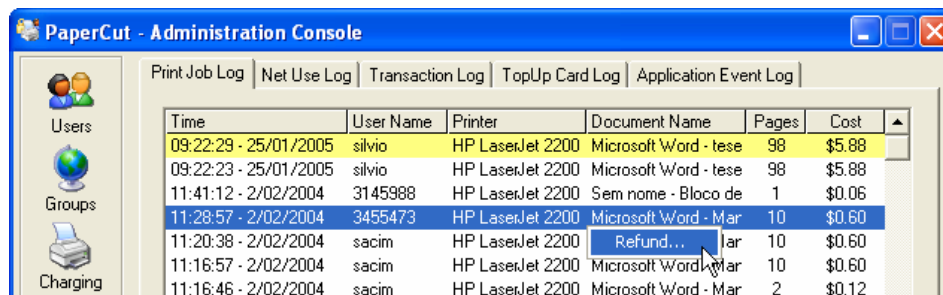 PaperCut - Administration Console
Print Job Log Net Use Log Transaction Log TopUp Card Log Application Event Log
Users
Groups
Charging
Time User Name Printer Document Name Pages Cost
09:22:29 - 25/01/2005 silvio HP LaserJet 2200 Microsoft Word - tese 98 $5.88
09:22:23 - 25/01/2005 silvio HP LaserJet 2200 Microsoft Word - tese 98 $5.88
11:41:12 - 2/02/2004 3145988 HP LaserJet 2200 Sem nome - Bloco de 1 $0.06
11:28:57 - 2/02/2004 3455473 HP LaserJet 2200 Microsoft Word - Mar 10 $0.60
11:20:38 - 2/02/2004 sacim HP LaserJet 2200 Refund... lar 10 $0.60
11:16:57 - 2/02/2004 sacim HP LaserJet 2200 Microsoft Word - Mar 10 $0.60
11:16:46 - 2/02/2004 sacim HP LaserJet 2200 Microsoft Word - Mar 2 $0.12